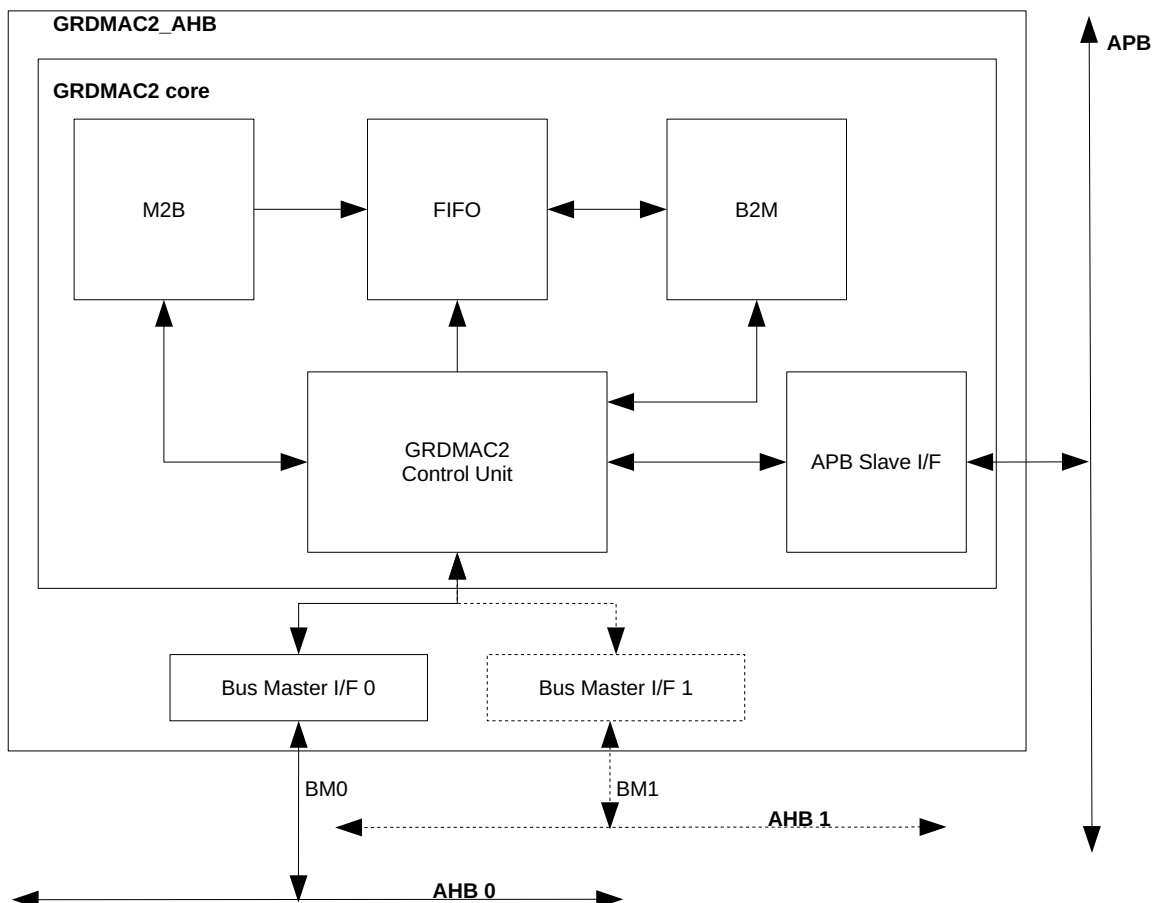 GRDMAC2_AHB
APB
GRDMAC2 core
M2B
FIFO
B2M
GRDMAC2
Control Unit
APB Slave I/F
Bus Master I/F 0
Bus Master I/F 1
BM0
BM1
AHB 1
AHB 0